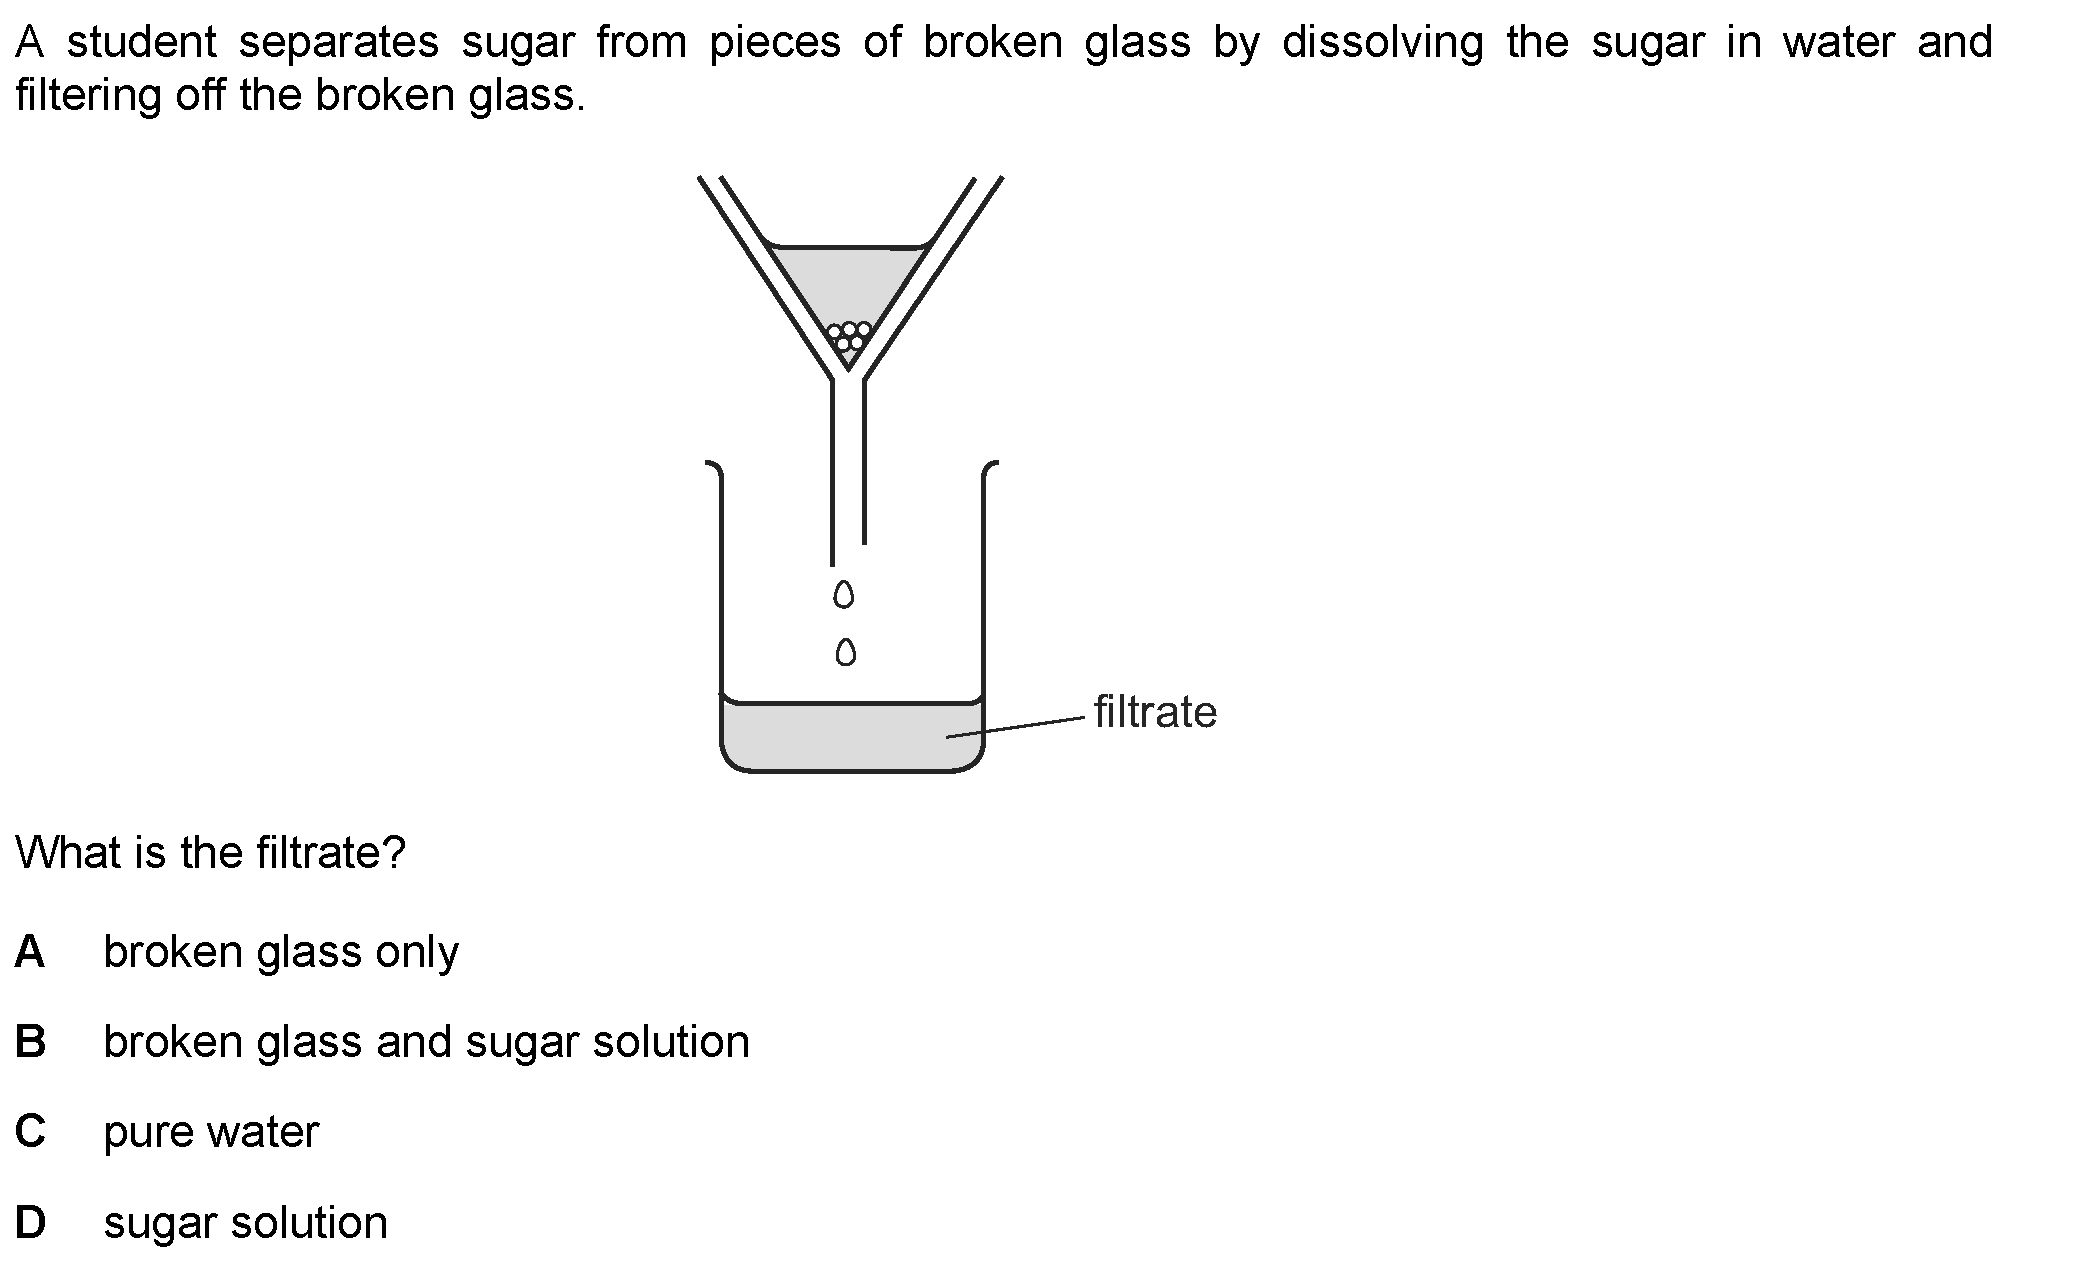 A student separates sugar from pieces of broken glass by dissolving the sugar in water and
filtering off the broken glass.
filtrate
What is the filtrate?
A broken glass only
B broken glass and sugar solution
C pure water
D sugar solution